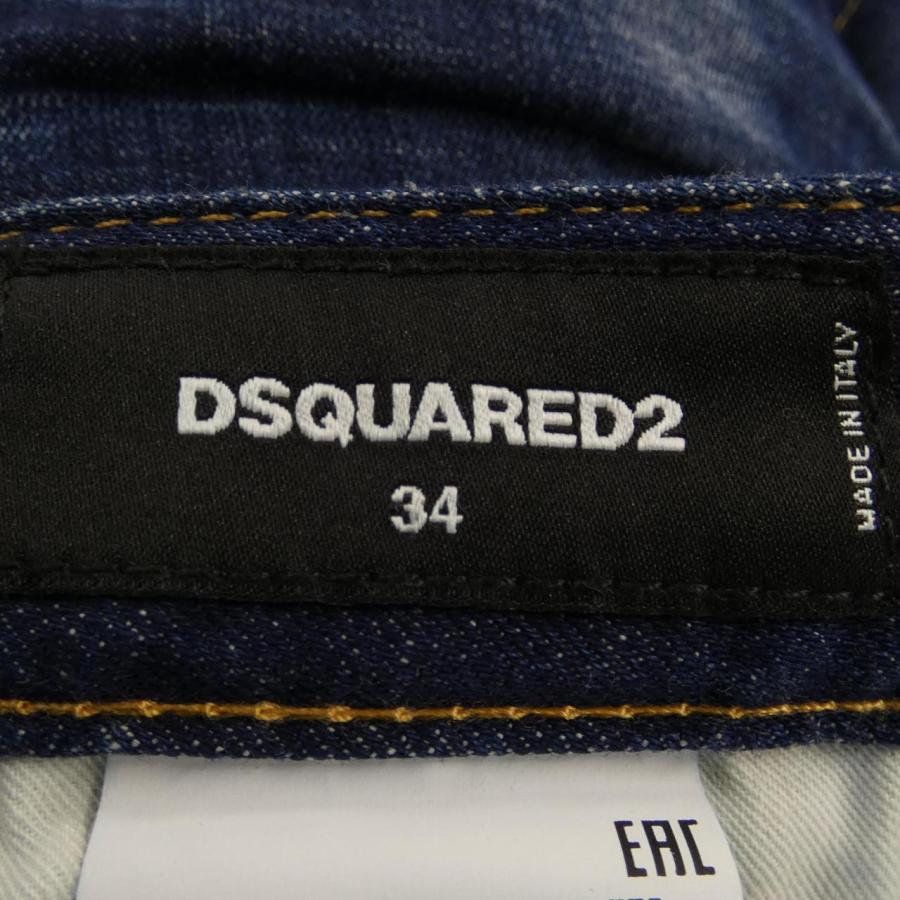 DSQUARED2
34
MADE IN ITALY
EAC